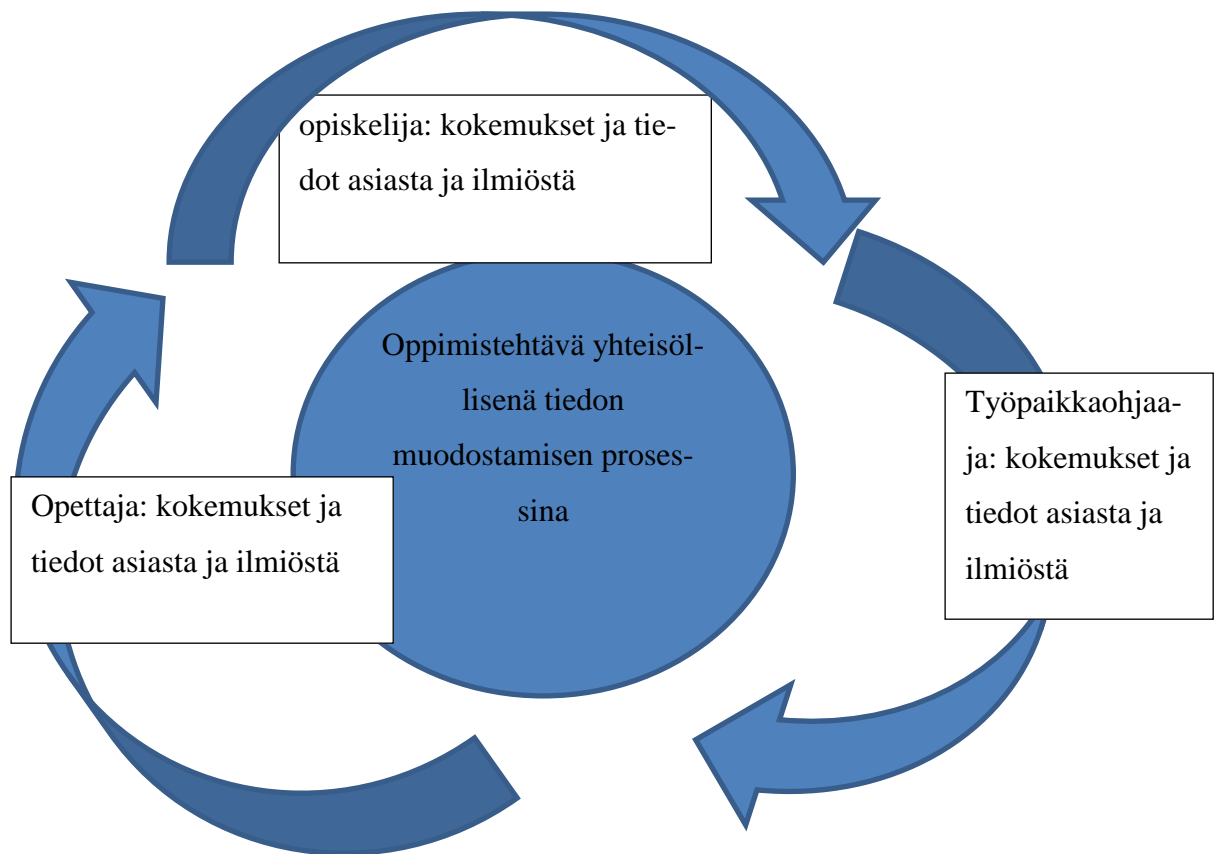 opiskelija: kokemukset ja tie-
dot asiasta ja ilmiöstä
Oppimistehtävä yhteisöl-
lisenä tiedon
muodostamisen proses-
sina
Työpaikkaohjaa-
ja: kokemukset ja
tiedot asiasta ja
ilmiöstä
Opettaja: kokemukset ja
tiedot asiasta ja ilmiöstä